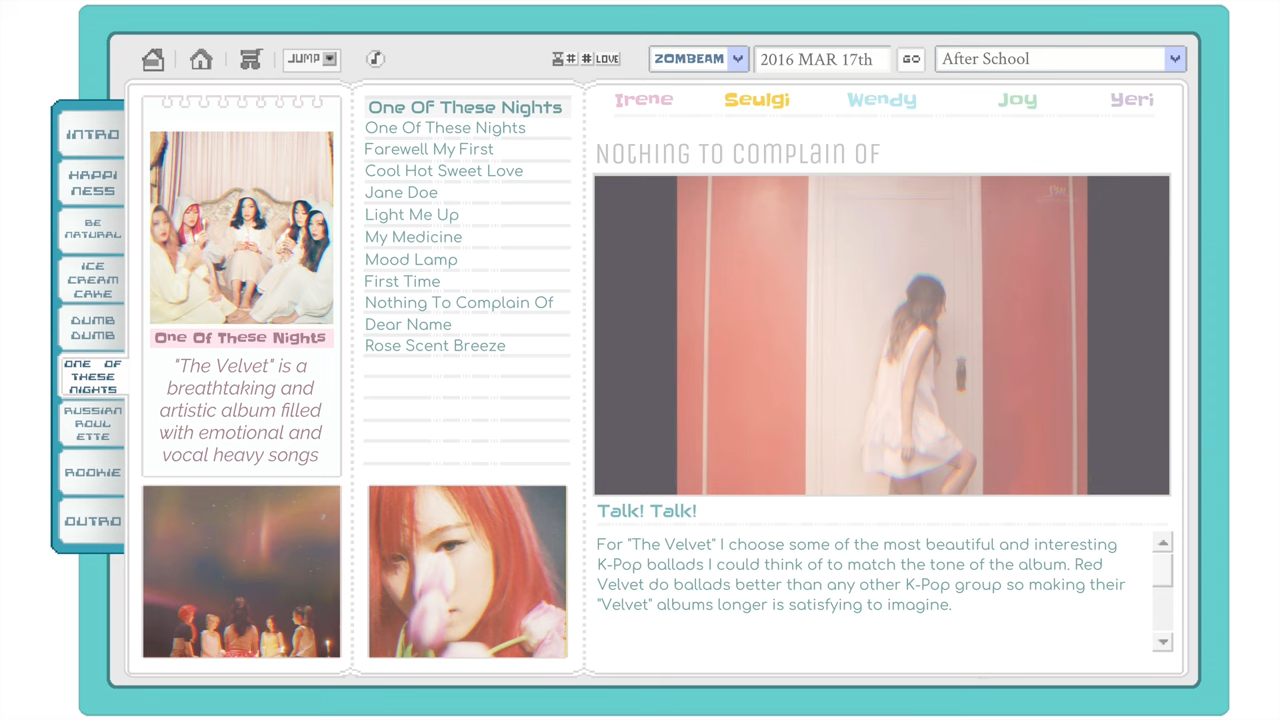 JUMP
# # LOVE
ZOMBEAM
2016 MAR 17th
GO
After School
INTRO
HAPPI
NESS
BE
NATURAL
ICE
CREAM
CAKE
DUMB
DUMB
ONE OF
THESE
NIGHTS
RUSSIAN
ROUL
ETTE
ROOKIE
OUTRO
One Of These Nights
"The Velvet" is a
breathtaking and
artistic album filled
with emotional and
vocal heavy songs
One Of These Nights
One Of These Nights
Farewell My First
Cool Hot Sweet Love
Jane Doe
Light Me Up
My Medicine
Mood Lamp
First Time
Nothing To Complain Of
Dear Name
Rose Scent Breeze
Irene Seulgi Wendy Joy Yeri
Nothing to complain of
Talk! Talk!
For "The Velvet" I choose some of the most beautiful and interesting
K-Pop ballads I could think of to match the tone of the album. Red
Velvet do ballads better than any other K-Pop group so making their
"Velvet" albums longer is satisfying to imagine.